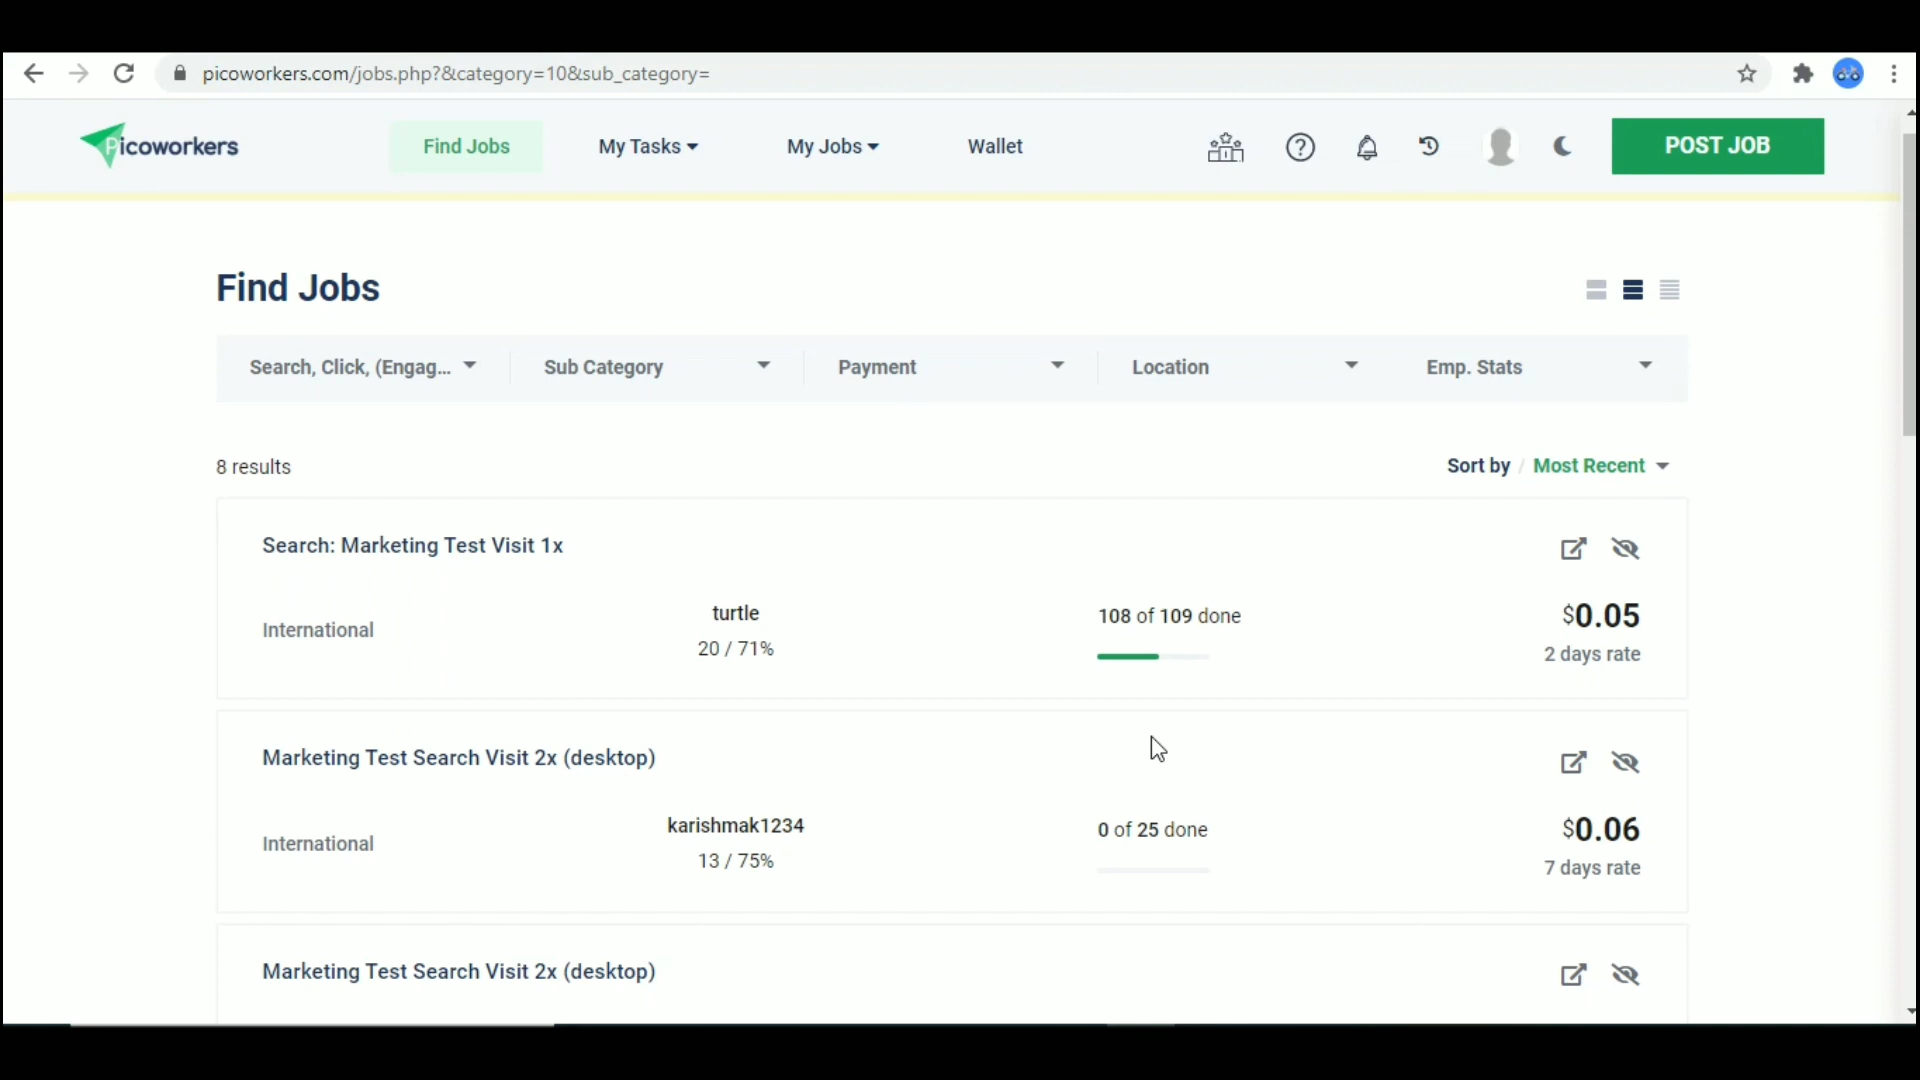 picoworkers.com/jobs.php?&category=10&sub_category=
Picoworkers
Find Jobs
My Tasks
My Jobs
Wallet
POST JOB
Find Jobs
Search, Click, (Engag...
Sub Category
Payment
Location
Emp. Stats
8 results
Sort by / Most Recent
Search: Marketing Test Visit 1x
International
turtle
20 / 71%
108 of 109 done
$0.05
2 days rate
Marketing Test Search Visit 2x (desktop)
International
karishmak1234
13 / 75%
0 of 25 done
$0.06
7 days rate
Marketing Test Search Visit 2x (desktop)